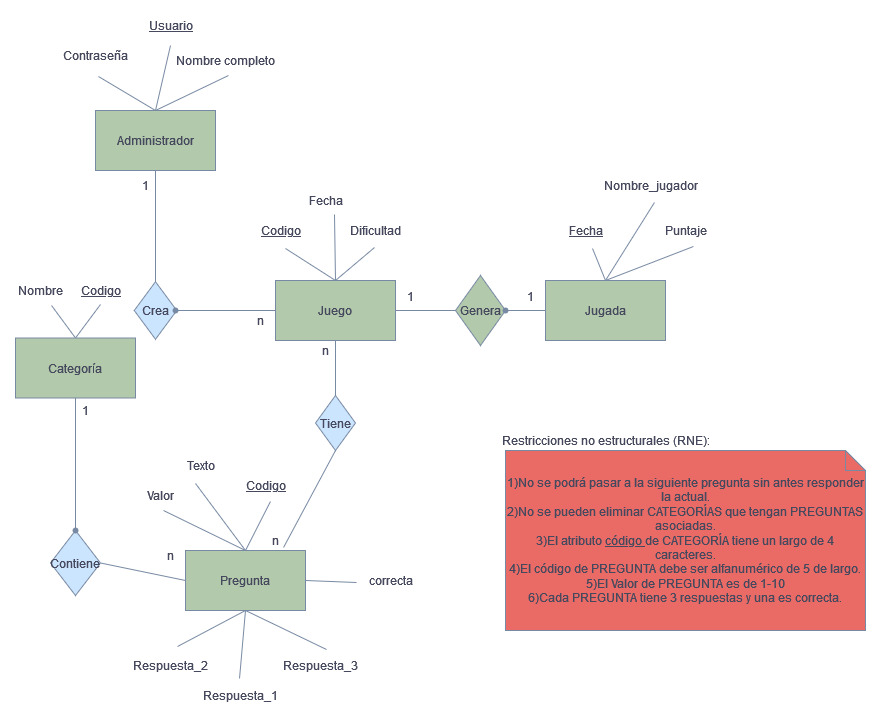 Usuario
Contraseña
Nombre completo
Administrador
1
Nombre_jugador
Fecha
Codigo
Dificultad
Fecha
Puntaje
Nombre
Codigo
Crea
n
Juego
1
Genera
1
Jugada
n
Categoría
1
Tiene
Restricciones no estructurales (RNE):
1)No se podrá pasar a la siguiente pregunta sin antes responder
la actual.
2)No se pueden eliminar CATEGORÍAS que tengan PREGUNTAS
asociadas.
3)El atributo código de CATEGORÍA tiene un largo de 4
caracteres.
4)El código de PREGUNTA debe ser alfanumérico de 5 de largo.
5)El Valor de PREGUNTA es de 1-10
6)Cada PREGUNTA tiene 3 respuestas y una es correcta.
Texto
Valor
Codigo
Contiene
n
n
Pregunta
correcta
Respuesta_2
Respuesta_3
Respuesta_1